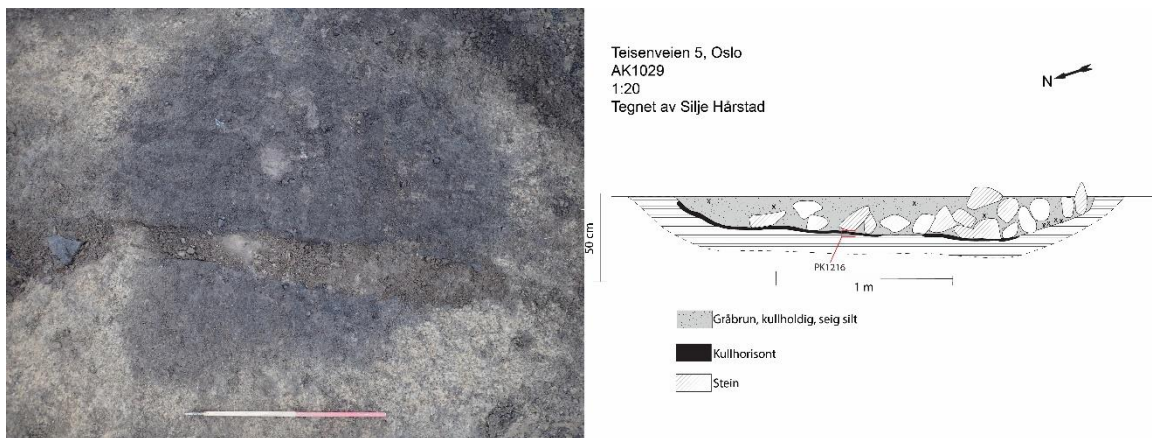 Teisenveien 5, Oslo
AK1029
1:20
Tegnet av Silje Hårstad
N
50 cm
x x x x x x x
PK1216
1 m
Gråbrun, kullholdig, seig silt
Kullhorisont
Stein